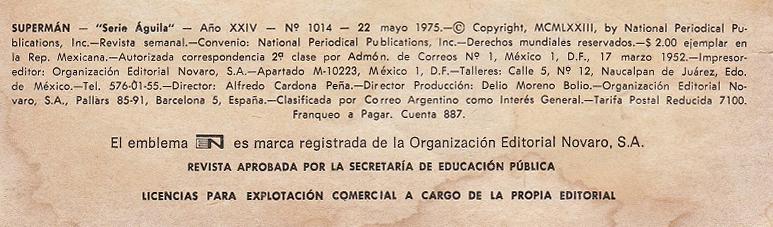 SUPERMÁN — "Serie Águila" — Año XXIV — Nº 1014 — 22 mayo 1975.—© Copyright, MCMLXXIII, by National Periodical Pu-
blications, Inc.—Revista semanal.—Convenio: National Periodical Publications, Inc.—Derechos mundiales reservados.—$ 2.00 ejemplar en
la Rep. Mexicana.—Autorizada correspondencia 2ª clase por Admón. de Correos Nº 1, México 1, D.F., 17 marzo 1952.—Impresor-
editor: Organización Editorial Novaro, S.A.—Apartado M-10223, México 1, D.F.—Talleres: Calle 5, Nº 12, Naucalpan de Juárez, Edo.
de México.—Tel. 576-01-55.—Director: Alfredo Cardona Peña.—Director Producción: Delio Moreno Bolio.—Organización Editorial No-
varo, S.A., Pallars 85-91, Barcelona 5, España.—Clasificada por Correo Argentino como Interés General.—Tarifa Postal Reducida 7100.
Franqueo a Pagar. Cuenta 887.
El emblema EN es marca registrada de la Organización Editorial Novaro, S.A.
REVISTA APROBADA POR LA SECRETARÍA DE EDUCACIÓN PÚBLICA
LICENCIAS PARA EXPLOTACIÓN COMERCIAL A CARGO DE LA PROPIA EDITORIAL